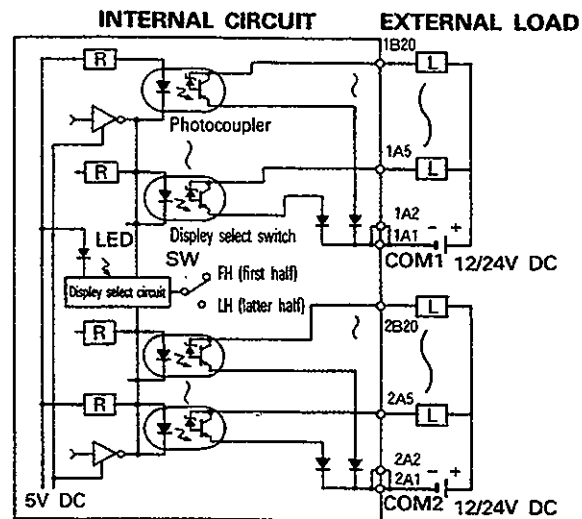 INTERNAL CIRCUIT
EXTERNAL LOAD
1B20
R
L
Photocoupler
1A5
R
L
LED
Displey select switch
SW
1A2
1A1
COM1
- +
12/24V DC
Display select circuit
FH (first half)
LH (latter half)
2B20
R
L
2A5
R
L
2A2
2A1
COM2
- +
12/24V DC
5V DC